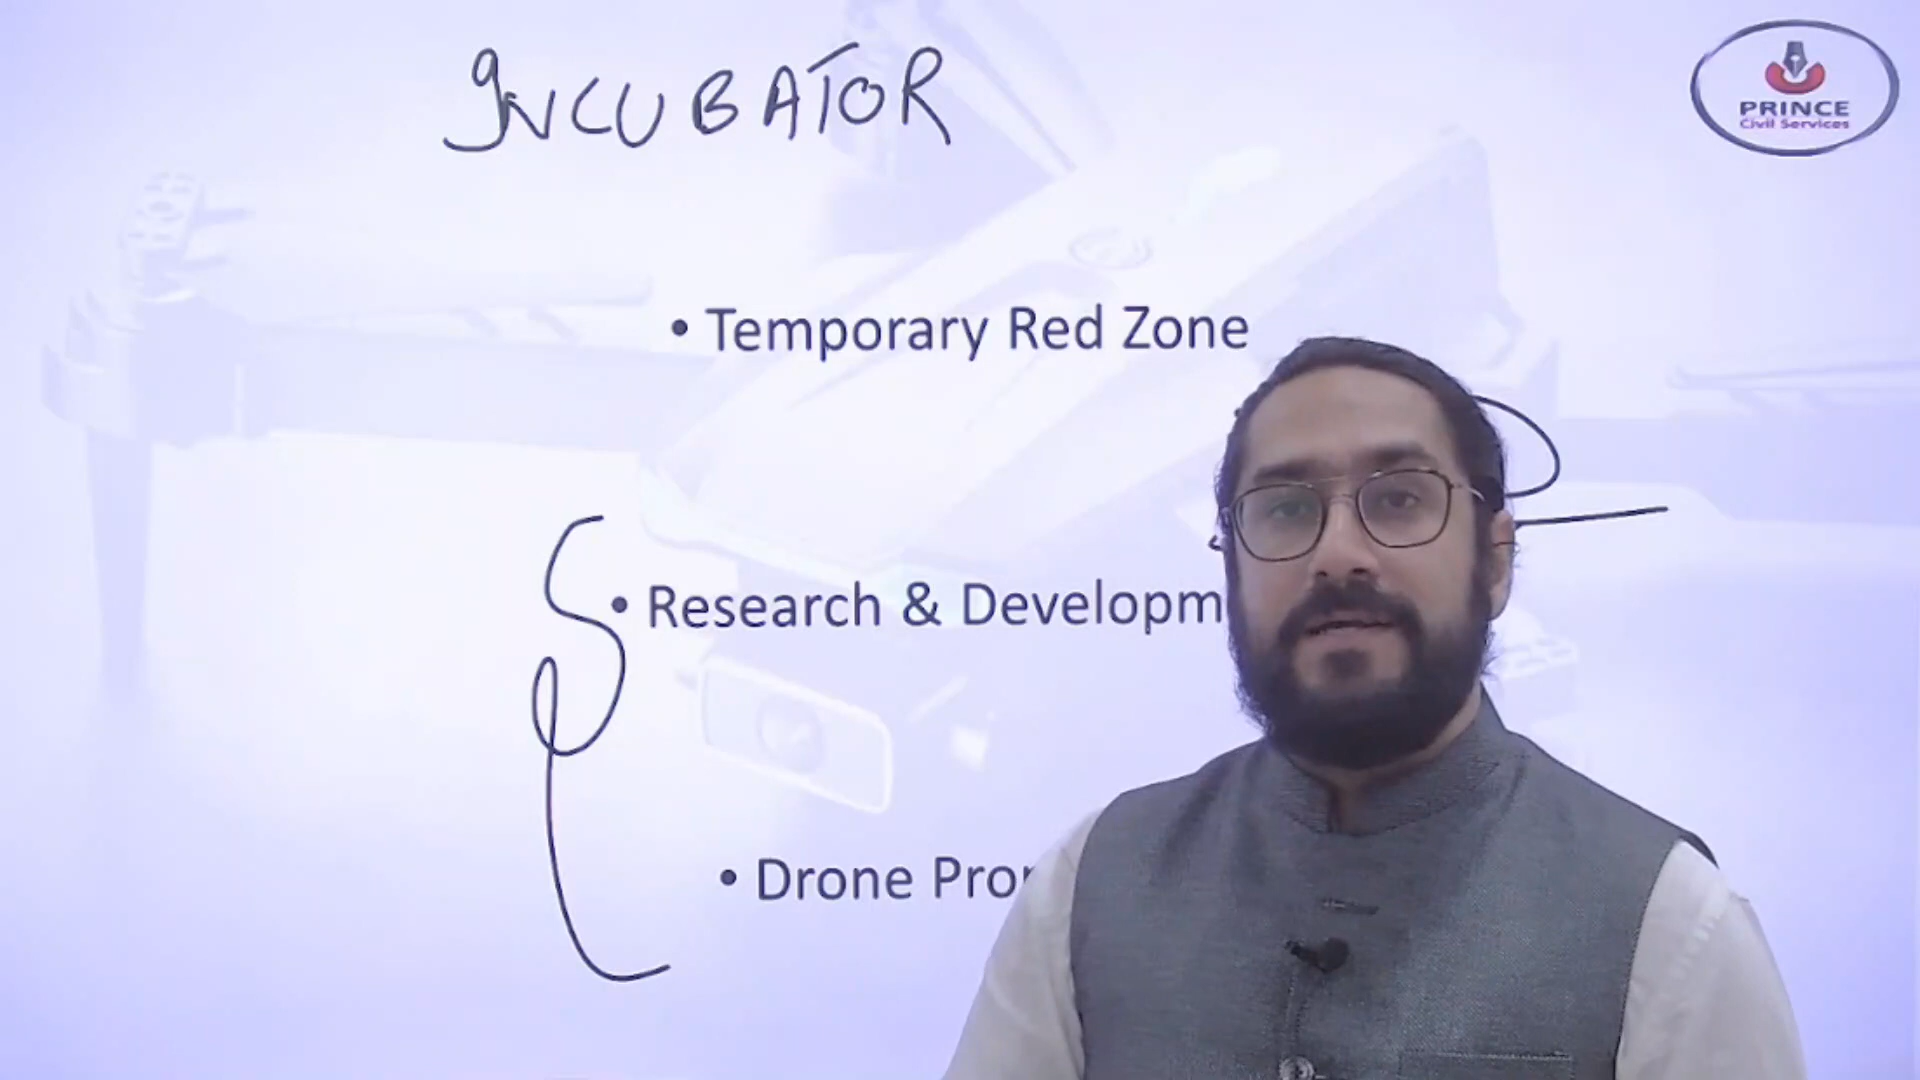 INCUBATOR
PRINCE
Civil Services
• Temporary Red Zone
• Research & Developm
• Drone Pro